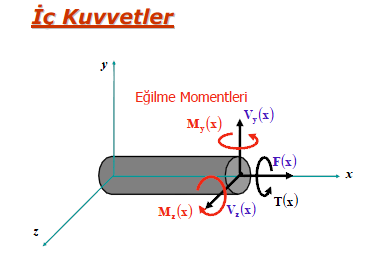 İç Kuvvetler
y
Eğilme Momentleri
My(x)
Vy(x)
F(x)
x
T(x)
Mz(x)
Vz(x)
z